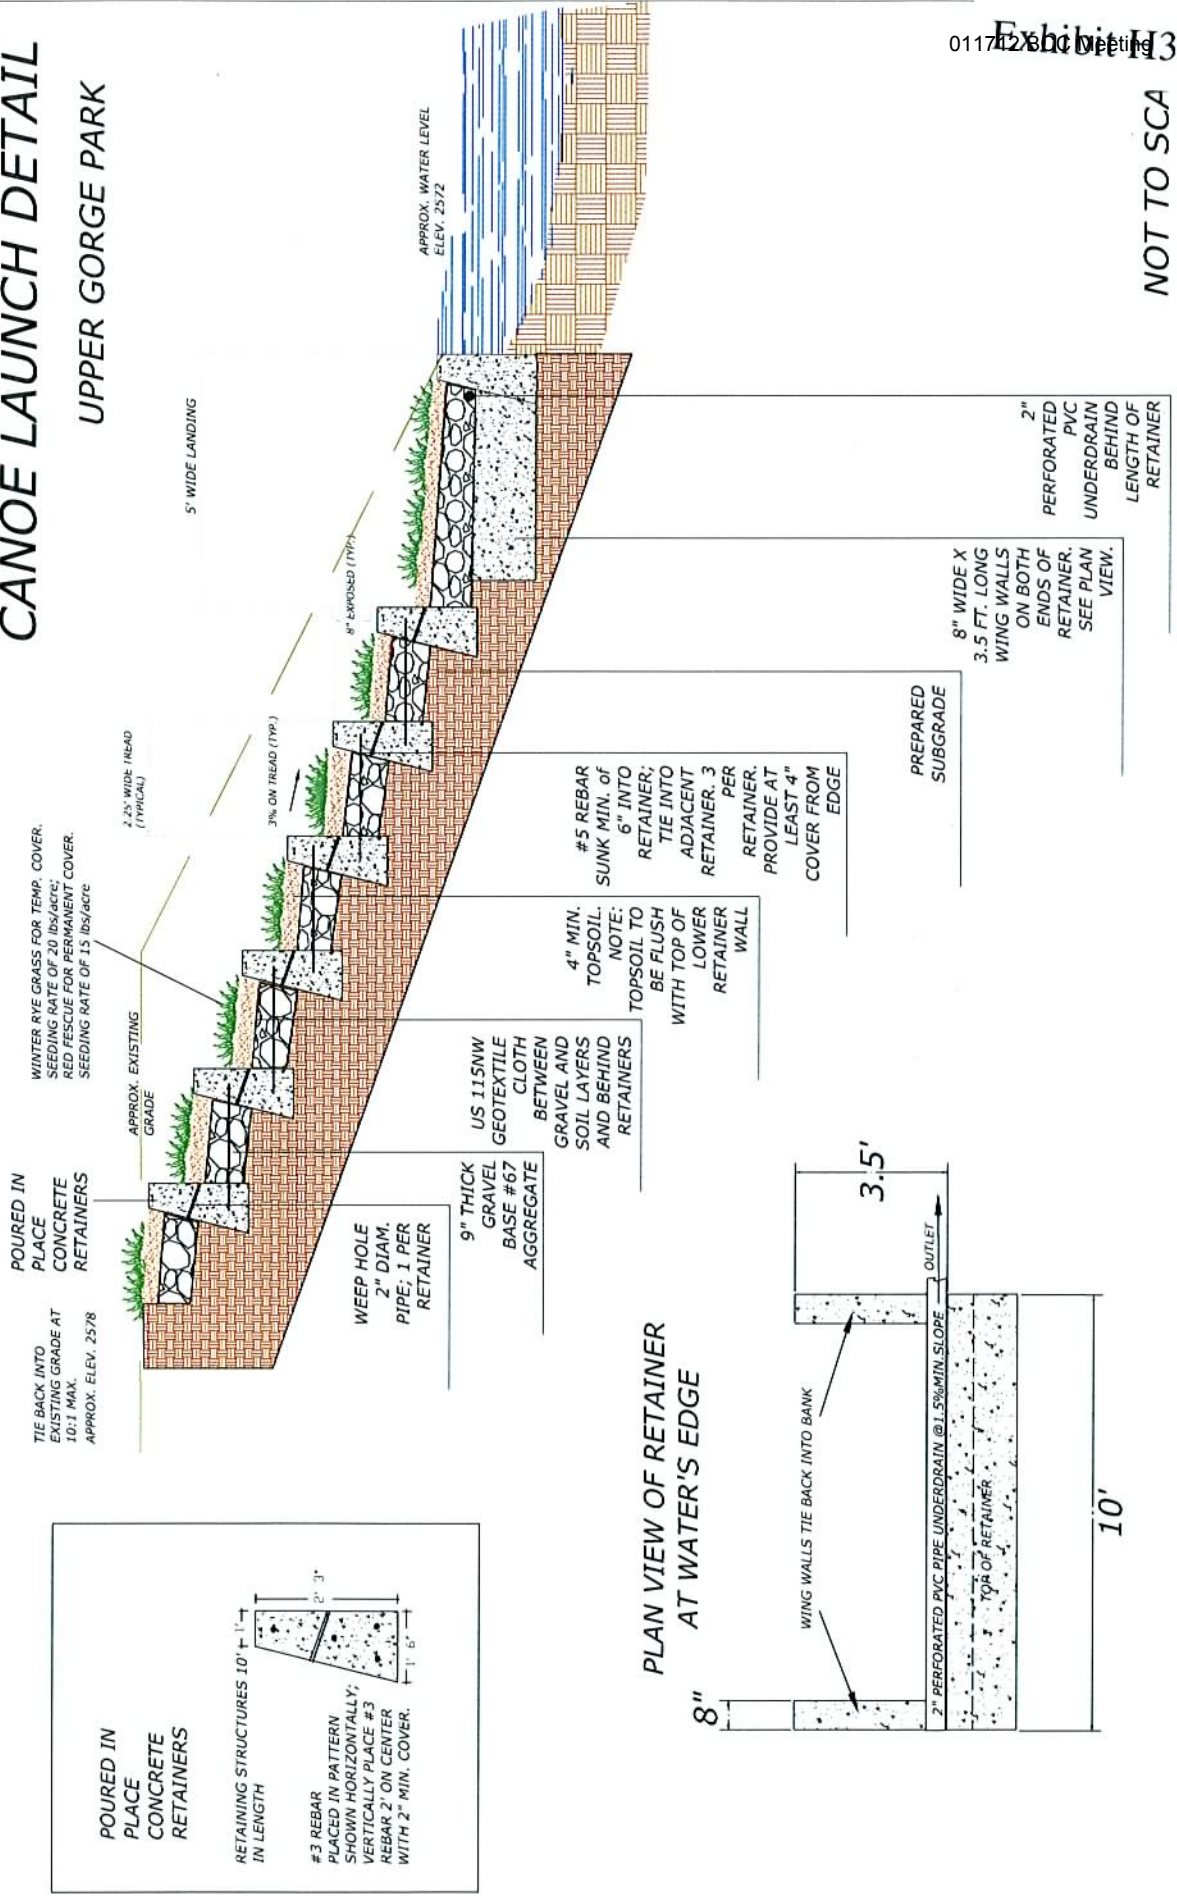 Exhibit H3
011712 BCC Meeting
CANOE LAUNCH DETAIL
UPPER GORGE PARK
NOT TO SCA
POURED IN
PLACE
CONCRETE
RETAINERS
RETAINING STRUCTURES 10'
IN LENGTH
1'
2' 3"
1' 6"
#3 REBAR
PLACED IN PATTERN
SHOWN HORIZONTALLY;
VERTICALLY PLACE #3
REBAR 2' ON CENTER
WITH 2" MIN. COVER.
TIE BACK INTO
EXISTING GRADE AT
10:1 MAX.
APPROX. ELEV. 2578
POURED IN
PLACE
CONCRETE
RETAINERS
WINTER RYE GRASS FOR TEMP. COVER.
SEEDING RATE OF 20 lbs/acre;
RED FESCUE FOR PERMANENT COVER.
SEEDING RATE OF 15 lbs/acre
APPROX. EXISTING
GRADE
2.25' WIDE TREAD
(TYPICAL)
3% ON TREAD (TYP.)
5' WIDE LANDING
8" EXPOSED (TYP.)
APPROX. WATER LEVEL
ELEV. 2572
WEEP HOLE
2" DIAM.
PIPE; 1 PER
RETAINER
9" THICK
GRAVEL
BASE #67
AGGREGATE
US 115NW
GEOTEXTILE
CLOTH
BETWEEN
GRAVEL AND
SOIL LAYERS
AND BEHIND
RETAINERS
4" MIN.
TOPSOIL.
NOTE:
TOPSOIL TO
BE FLUSH
WITH TOP OF
LOWER
RETAINER
WALL
#5 REBAR
SUNK MIN. of
6" INTO
RETAINER;
TIE INTO
ADJACENT
RETAINER. 3
PER
RETAINER.
PROVIDE AT
LEAST 4"
COVER FROM
EDGE
PREPARED
SUBGRADE
8" WIDE X
3.5 FT. LONG
WING WALLS
ON BOTH
ENDS OF
RETAINER.
SEE PLAN
VIEW.
2"
PERFORATED
PVC
UNDERDRAIN
BEHIND
LENGTH OF
RETAINER
PLAN VIEW OF RETAINER
AT WATER'S EDGE
8"
WING WALLS TIE BACK INTO BANK
3.5'
OUTLET
2" PERFORATED PVC PIPE UNDERDRAIN @1.5%MIN.SLOPE
TOP OF RETAINER
10'